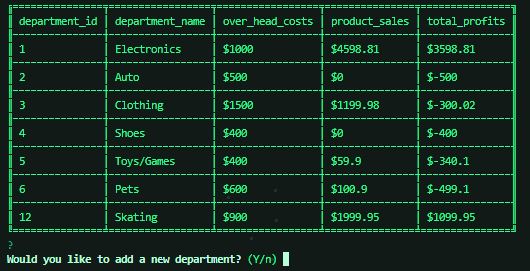 department_id department_name over_head_costs product_sales total_profits
1 Electronics $1000 $4598.81 $3598.81
2 Auto $500 $0 $-500
3 Clothing $1500 $1199.98 $-300.02
4 Shoes $400 $0 $-400
5 Toys/Games $400 $59.9 $-340.1
6 Pets $600 $100.9 $-499.1
12 Skating $900 $1999.95 $1099.95
?
Would you like to add a new department? (Y/n)